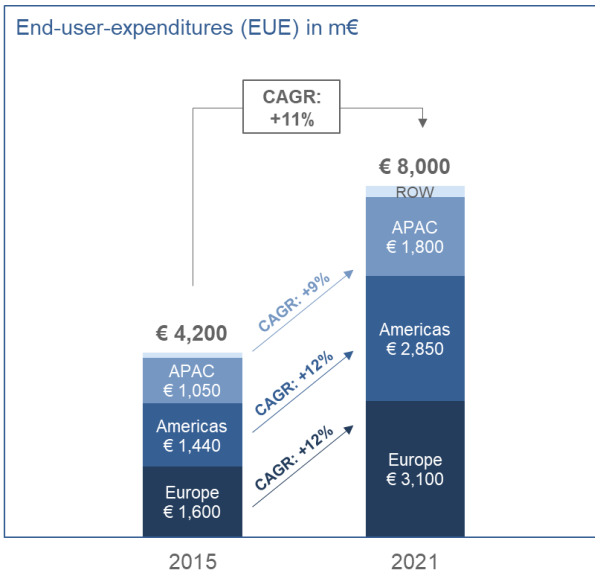 End-user-expenditures (EUE) in m€
CAGR:
+11%
€ 8,000
ROW
APAC
€ 1,800
CAGR: +9%
€ 4,200
Americas
€ 2,850
APAC
€ 1,050
CAGR: +12%
Americas
€ 1,440
CAGR: +12%
Europe
€ 3,100
Europe
€ 1,600
2015
2021